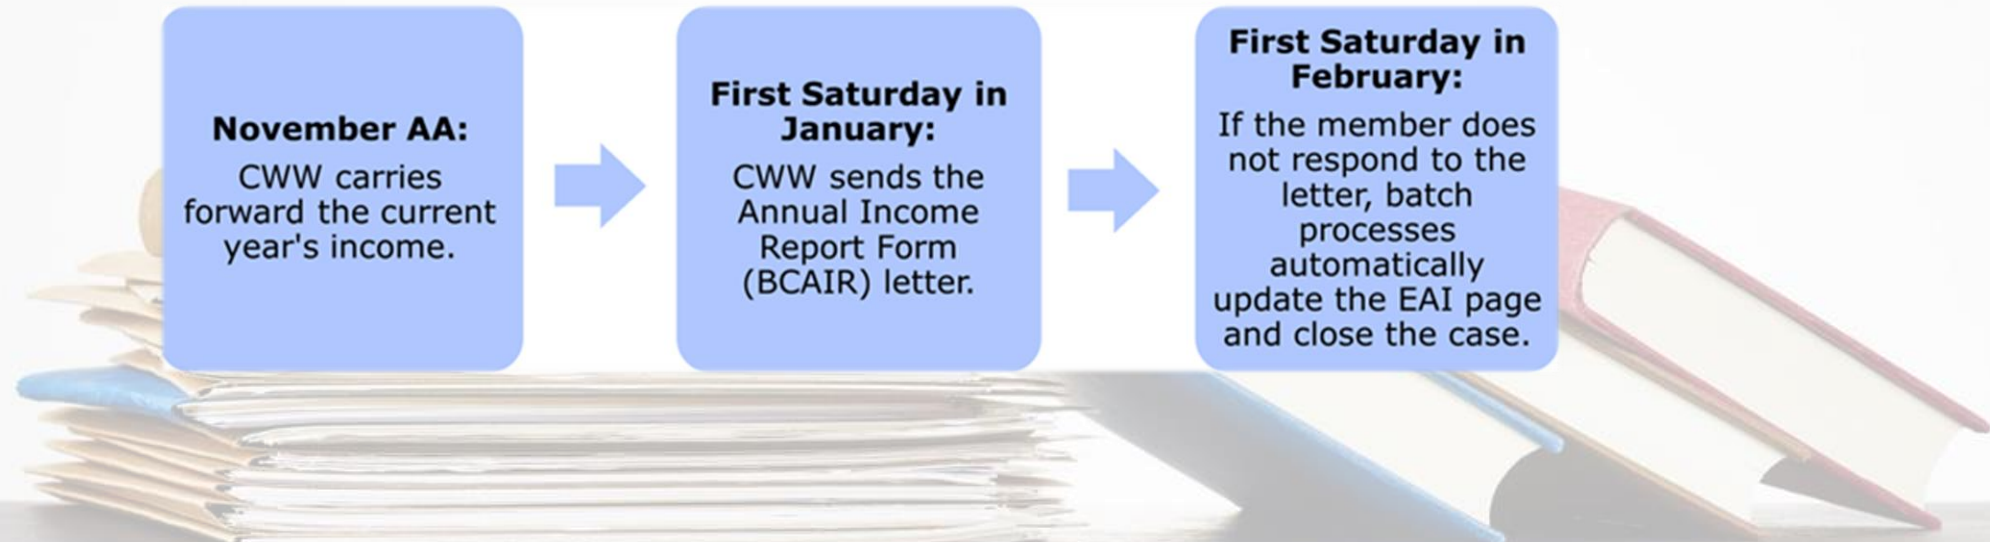 November AA:
CWW carries
forward the current
year's income.
First Saturday in
January:
CWW sends the
Annual Income
Report Form
(BCAIR) letter.
First Saturday in
February:
If the member does
not respond to the
letter, batch
processes
automatically
update the EAI page
and close the case.